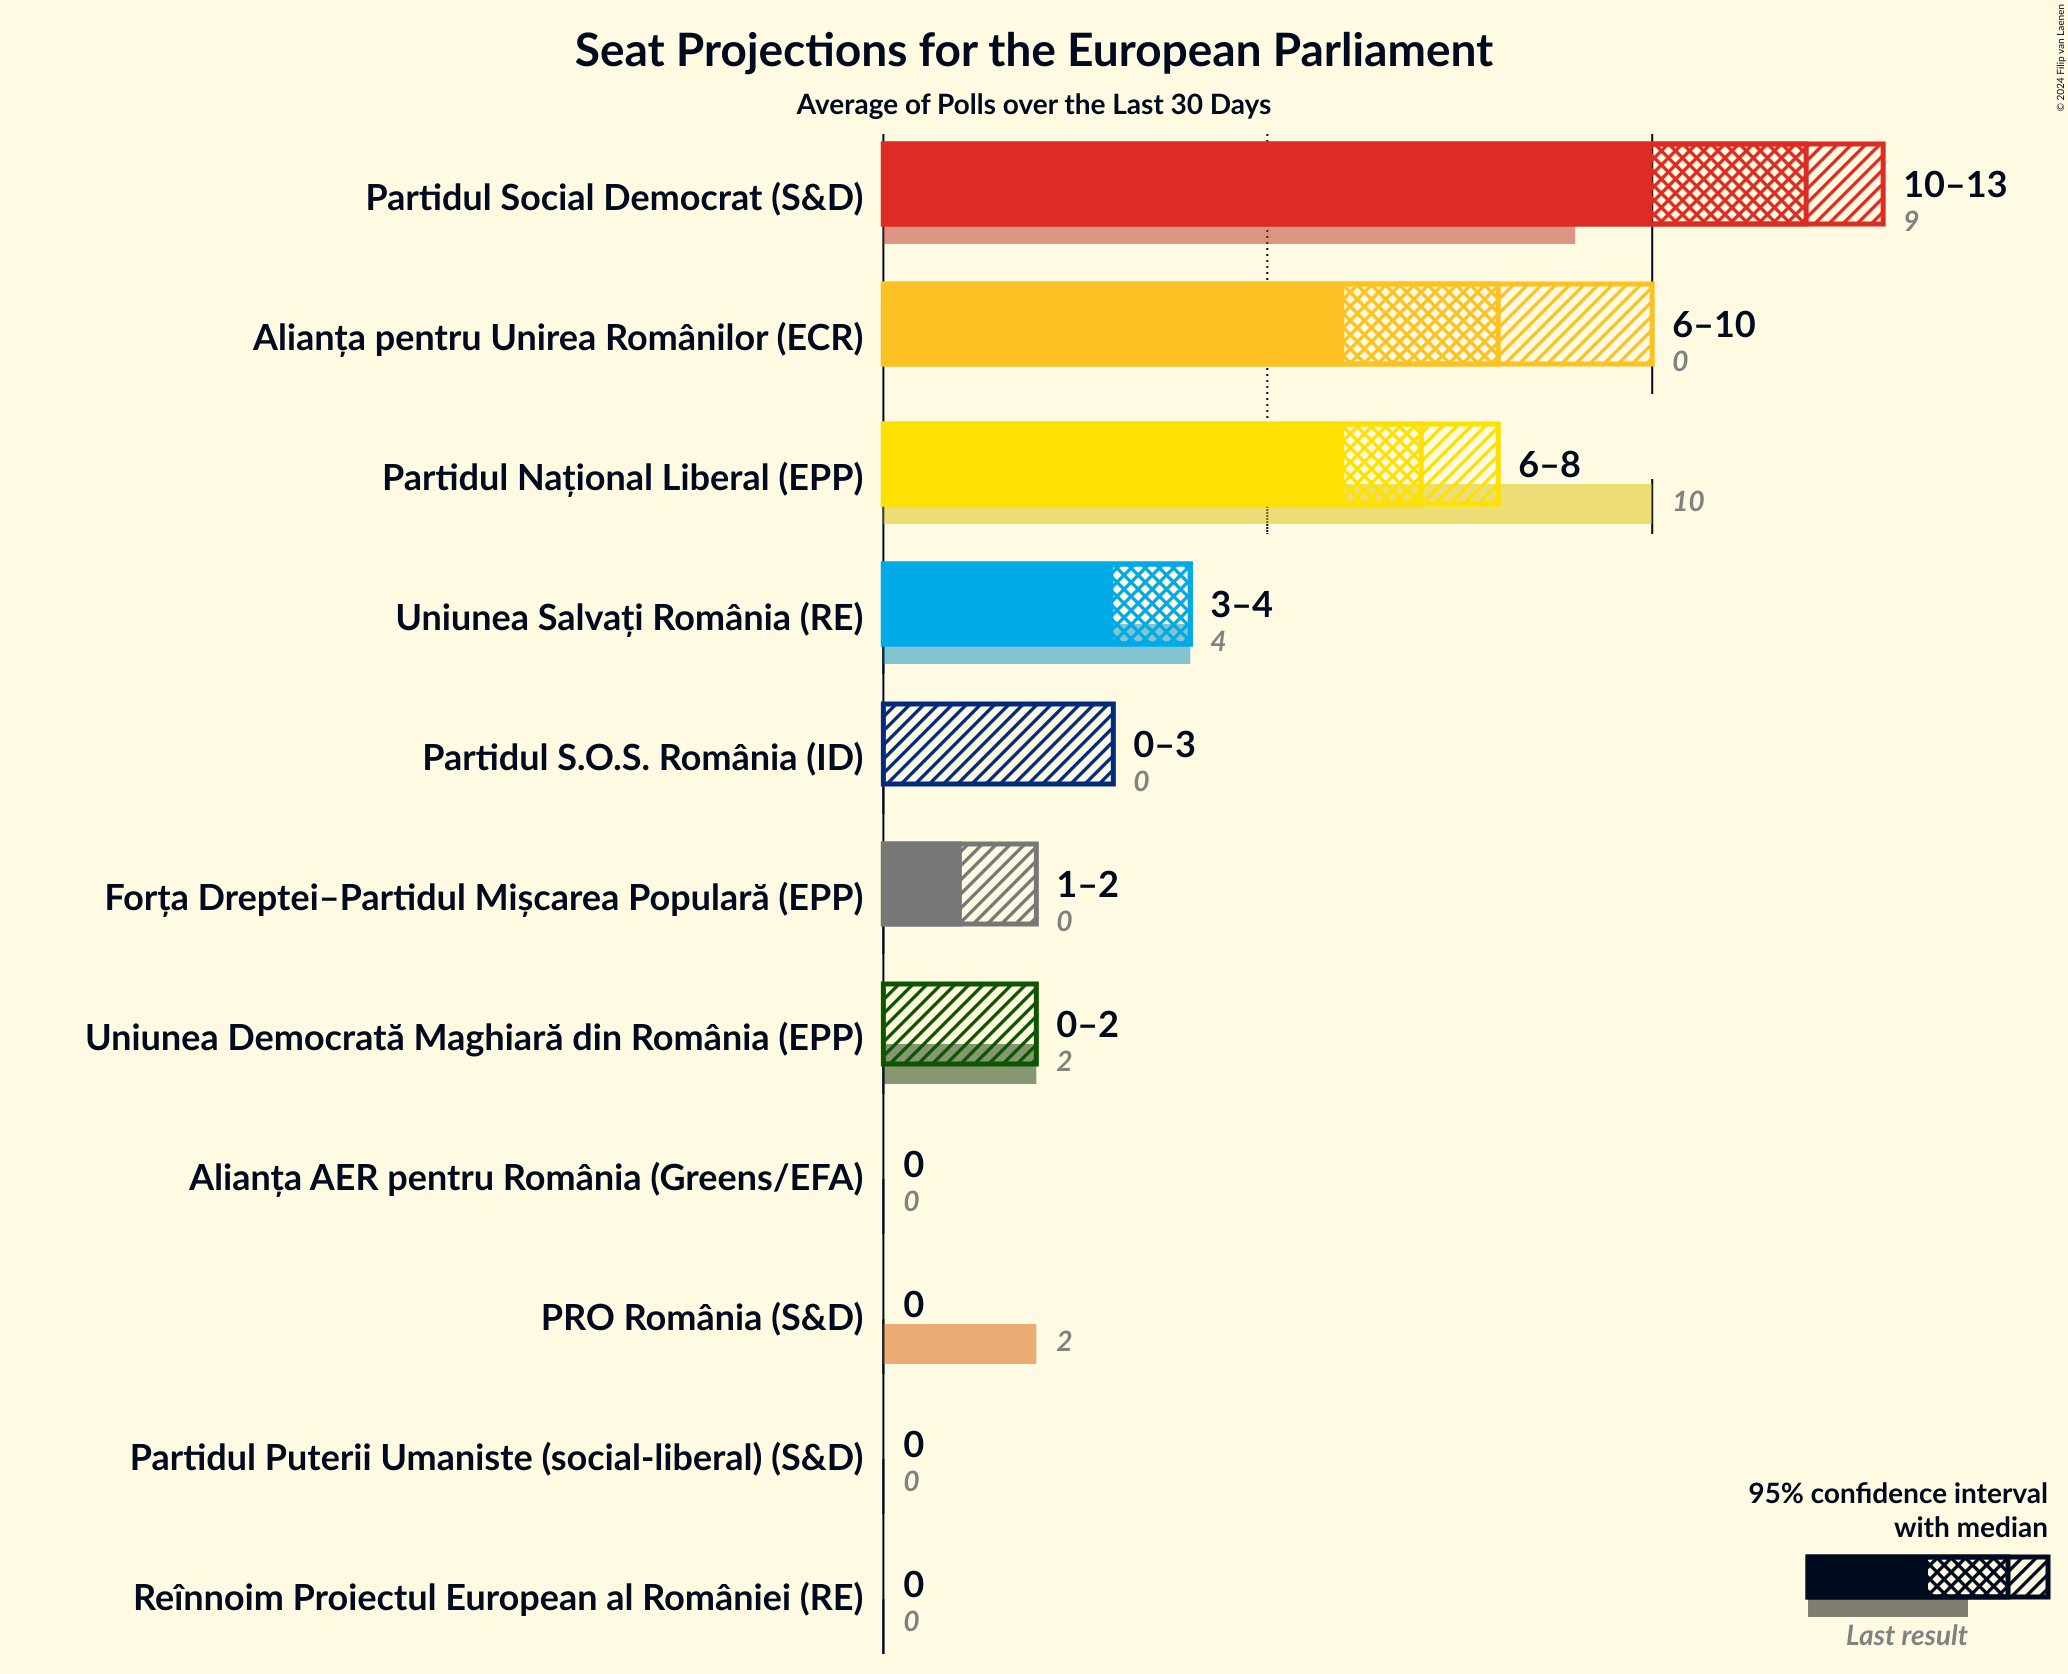 Seat Projections for the European Parliament
Average of Polls over the Last 30 Days
© 2024 Filip van Laenen
Partidul Social Democrat (S&D)
10–13
9
Alianța pentru Unirea Românilor (ECR)
6–10
0
Partidul Național Liberal (EPP)
6–8
10
Uniunea Salvați România (RE)
3–4
4
Partidul S.O.S. România (ID)
0–3
0
Forța Dreptei–Partidul Mișcarea Populară (EPP)
1–2
0
Uniunea Democrată Maghiară din România (EPP)
0–2
2
Alianța AER pentru România (Greens/EFA)
0
0
PRO România (S&D)
0
2
Partidul Puterii Umaniste (social-liberal) (S&D)
0
0
Reînnoim Proiectul European al României (RE)
0
0
95% confidence interval
with median
Last result